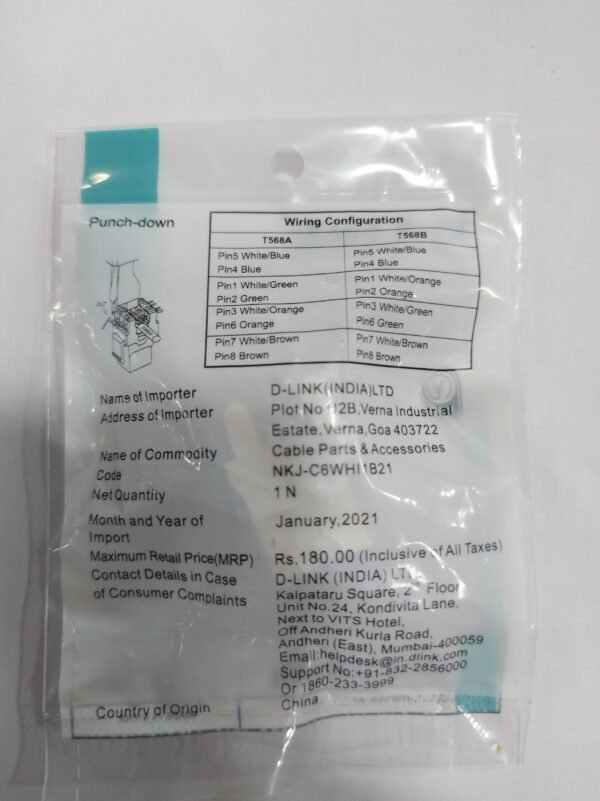 Punch-down
Wiring Configuration
T568A T568B
Pin5 White/Blue Pin5 White/Blue
Pin4 Blue Pin4 Blue
Pin1 White/Green Pin1 White/Orange
Pin2 Green Pin2 Orange
Pin3 White/Orange Pin3 White/Green
Pin6 Orange Pin6 Green
Pin7 White/Brown Pin7 White/Brown
Pin8 Brown Pin8 Brown
Name of Importer D-LINK(INDIA)LTD
Address of Importer Plot No U2B,Verna Industrial
Estate,Verna,Goa 403722
Name of Commodity Cable Parts & Accessories
Code NKJ-C6WHI1B21
Net Quantity 1 N
Month and Year of January,2021
Import
Maximum Retail Price(MRP) Rs.180.00 (Inclusive of All Taxes)
Contact Details in Case D-LINK (INDIA)
of Consumer Complaints Kalpataru Square, Floor
Unit No.24, Kondivita Lane,
Next to VITS Hotel,
Off Andheri Kurla Road,
Andheri (East), Mumbai-400059
Email:helpdesk@in.dlink.com
Support No:+91-832-2856000
Or 1860-233-3999
Country of Origin China